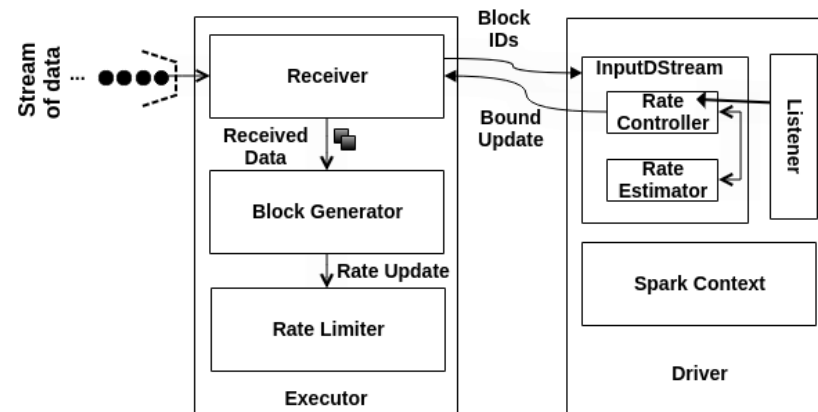 Stream
of data
...
Receiver
Received
Data
Block Generator
Rate Update
Rate Limiter
Executor
Block
IDs
Bound
Update
InputDStream
Rate
Controller
Rate
Estimator
Listener
Spark Context
Driver